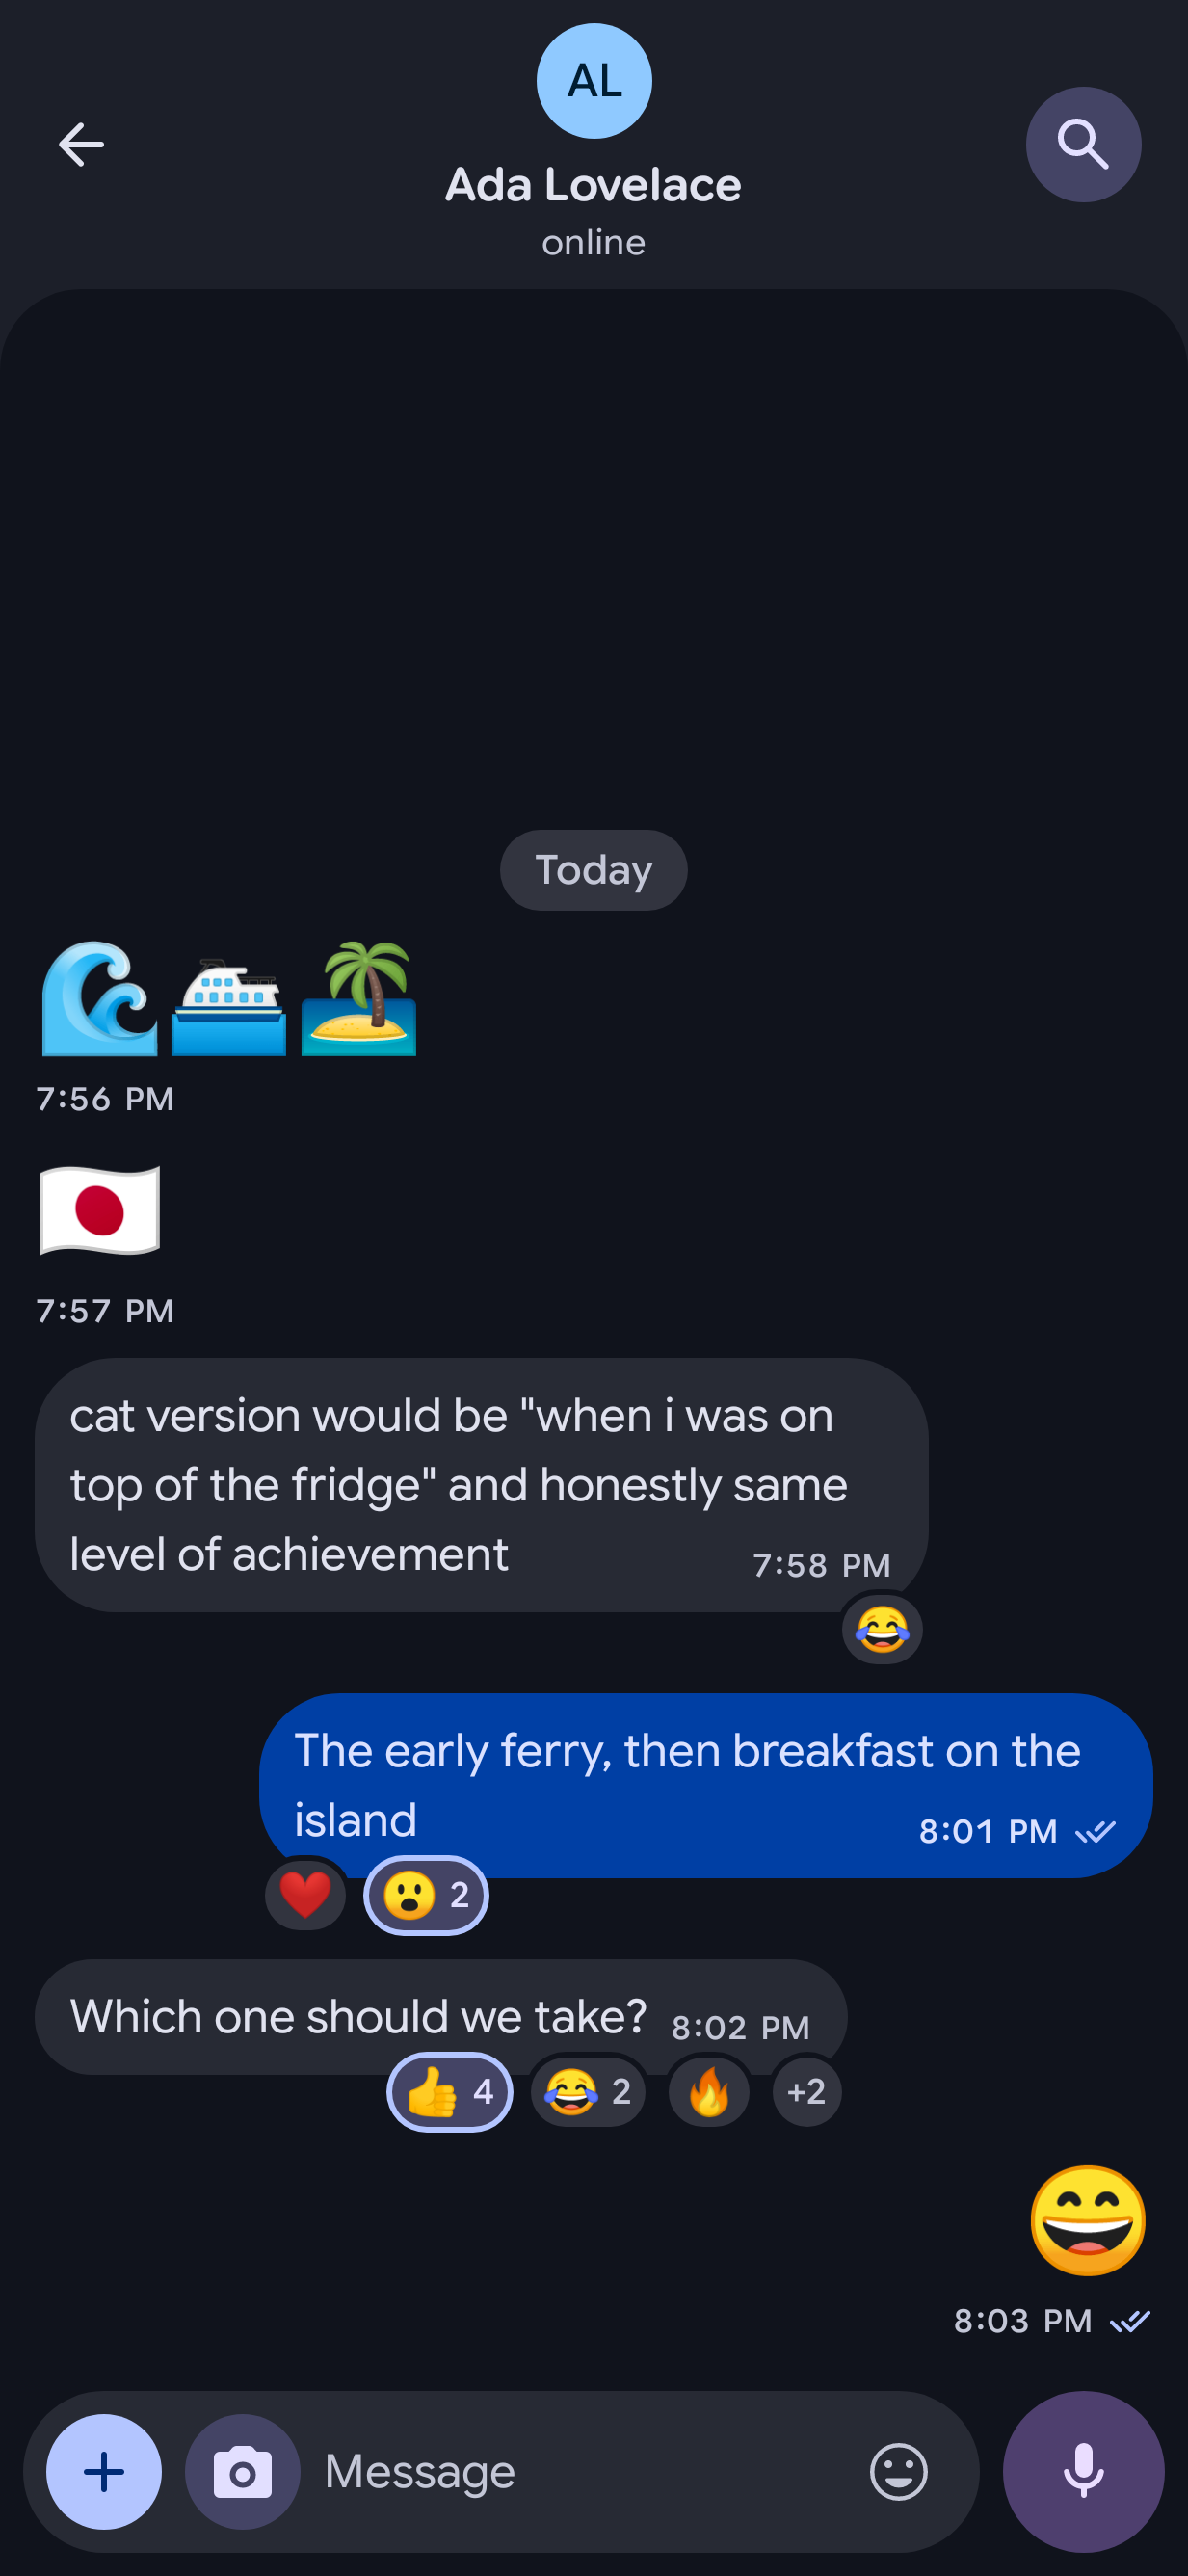 AL
Ada Lovelace
online
Today
🌊🛳️🏝️
7:56 PM
🇯🇵
7:57 PM
cat version would be "when i was on
top of the fridge" and honestly same
level of achievement
7:58 PM
😂
The early ferry, then breakfast on the
island
8:01 PM
❤️ 😮 2
Which one should we take? 8:02 PM
👍 4 😂 2 🔥 +2
😄
8:03 PM
Message